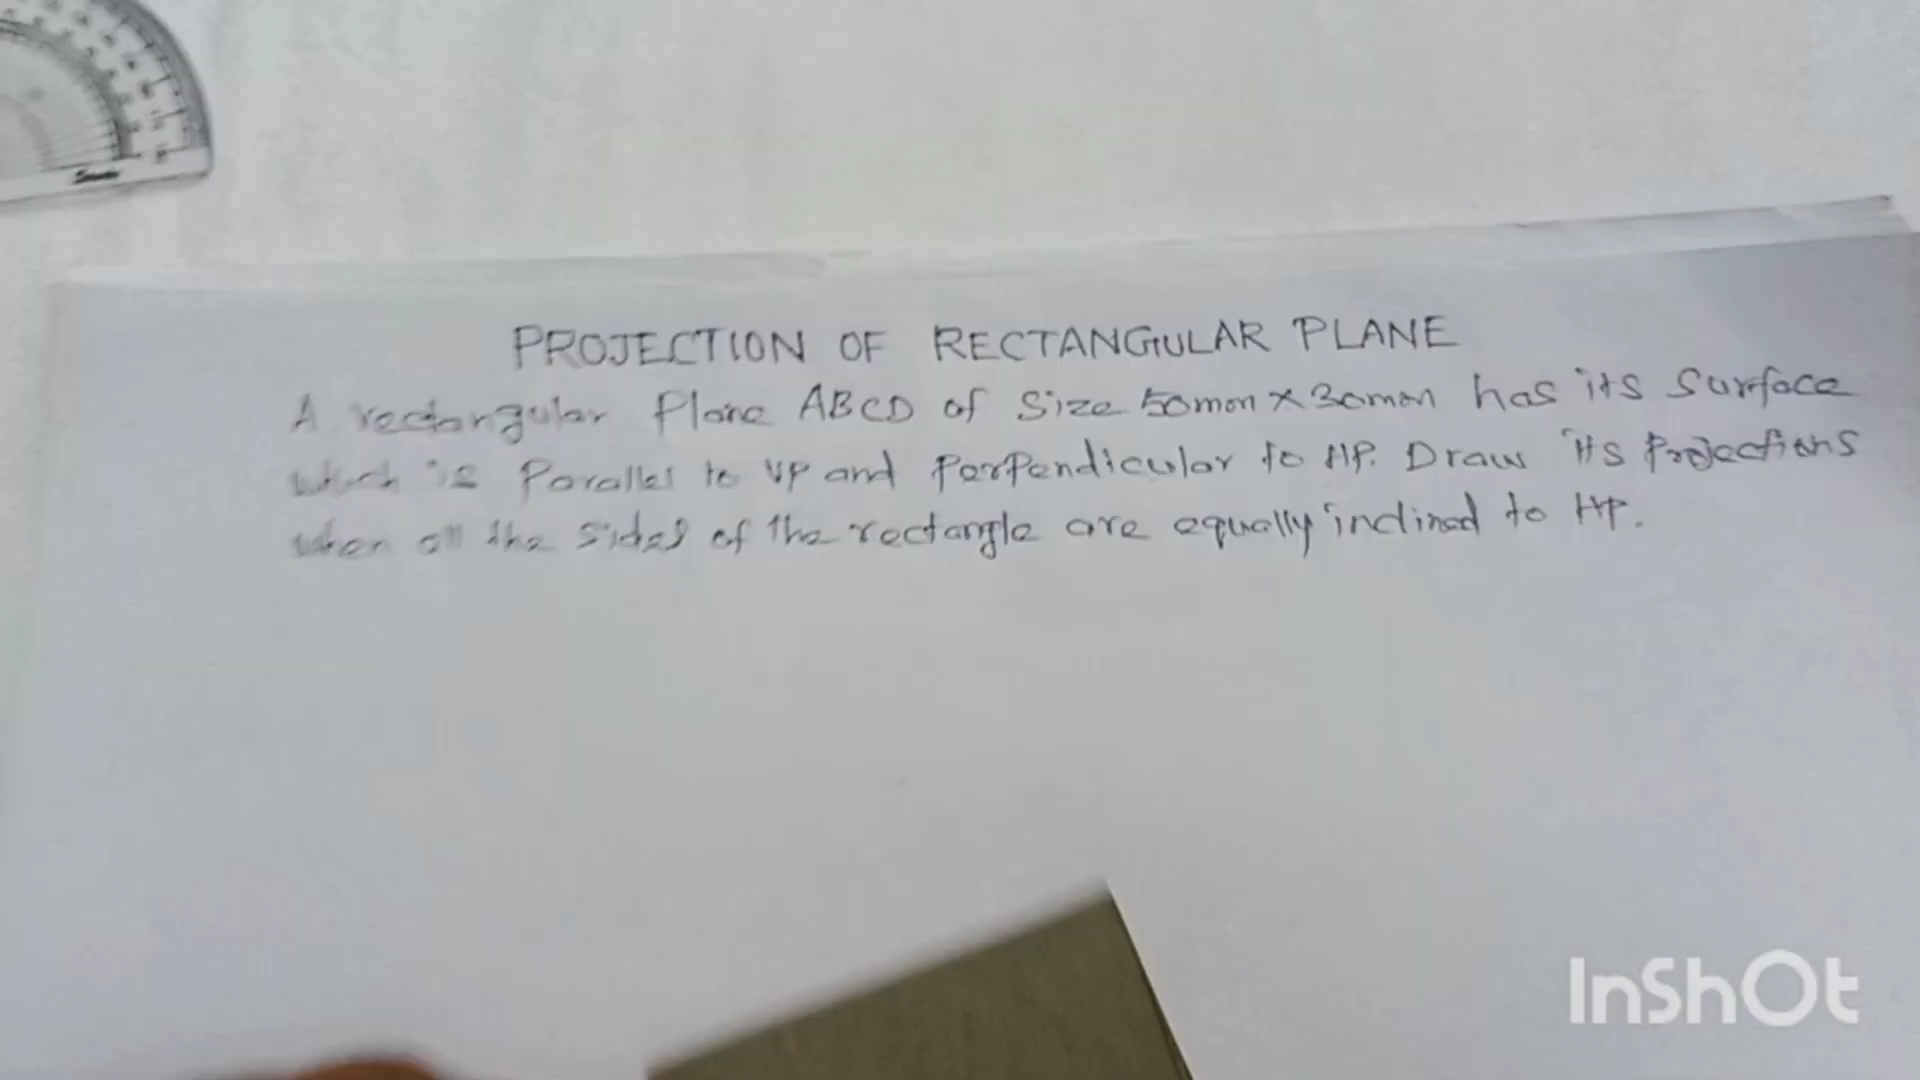 PROJECTION OF RECTANGULAR PLANE
A rectangular Plane ABCD of Size 50mm x 30mm has its Surface
which is Parallel to VP and Perpendicular to HP. Draw its Projections
when all the sides of the rectangle are equally inclined to HP.
InShOt